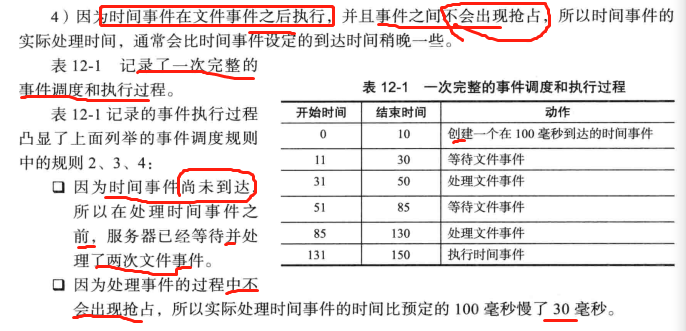 4）因为时间事件在文件事件之后执行，并且事件之间不会出现抢占，所以时间事件的
实际处理时间，通常会比时间事件设定的到达时间稍晚一些。
表 12-1 记录了一次完整的
事件调度和执行过程。
表 12-1 记录的事件执行过程
凸显了上面列举的事件调度规则
中的规则 2、3、4：
❏ 因为时间事件尚未到达，
所以在处理时间事件之
前，服务器已经等待并处
理了两次文件事件。
❏ 因为处理事件的过程中不
会出现抢占，所以实际处理时间事件的时间比预定的 100 毫秒慢了 30 毫秒。
表 12-1 一次完整的事件调度和执行过程
开始时间 结束时间 动作
0 10 创建一个在 100 毫秒到达的时间事件
11 30 等待文件事件
31 50 处理文件事件
51 85 等待文件事件
85 130 处理文件事件
131 150 执行时间事件